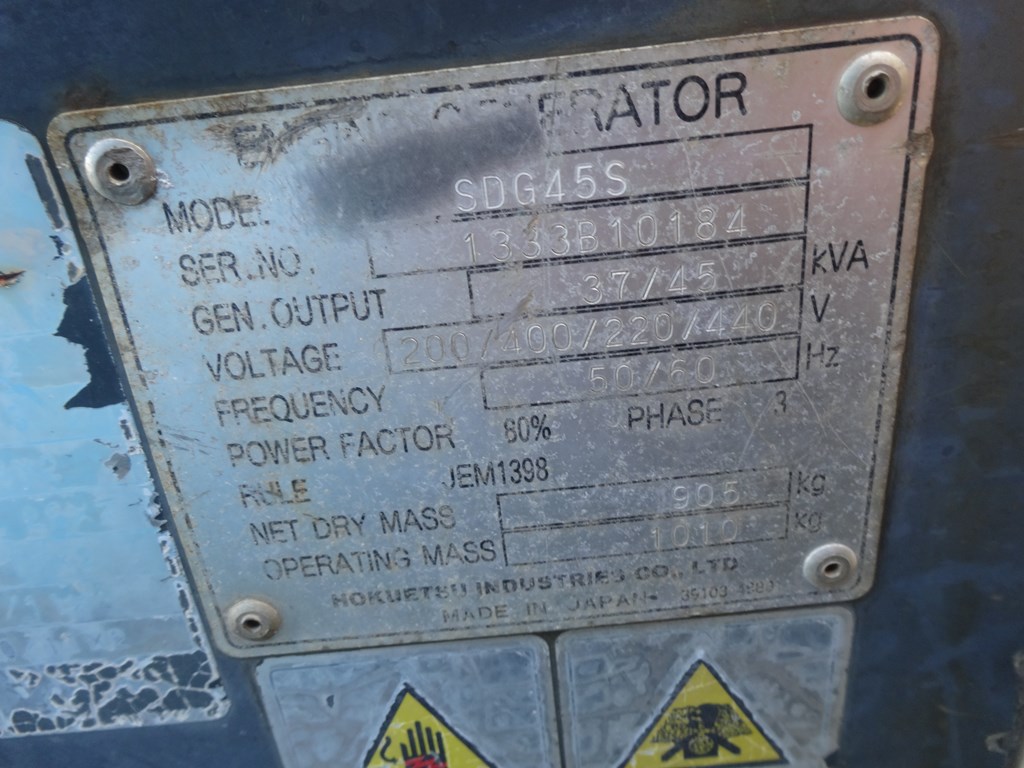 ENGINE GENERATOR
MODEL SDG45S
SER.NO. 1333B10184
GEN.OUTPUT 37/45 kVA
VOLTAGE 200/400/220/440 V
FREQUENCY 50/60 Hz
POWER FACTOR 80% PHASE 3
RULE JEM1398
NET DRY MASS 905 kg
OPERATING MASS 1010 kg
HOKUETSU INDUSTRIES CO., LTD
MADE IN JAPAN 39103